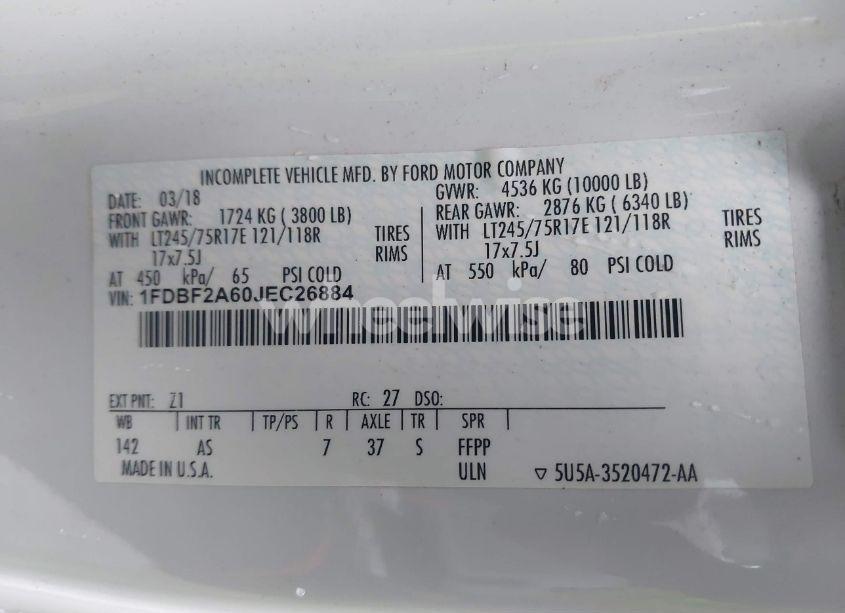 INCOMPLETE VEHICLE MFD. BY FORD MOTOR COMPANY
DATE: 03/18
GVWR: 4536 KG (10000 LB)
FRONT GAWR: 1724 KG ( 3800 LB)
REAR GAWR: 2876 KG ( 6340 LB)
WITH LT245/75R17E 121/118R TIRES
WITH LT245/75R17E 121/118R TIRES
17x7.5J RIMS
17x7.5J RIMS
AT 450 kPa/ 65 PSI COLD
AT 550 kPa/ 80 PSI COLD
VIN: 1FDBF2A60JEC26884
wheelwise
EXT PNT: Z1 RC: 27 DSO:
WB INT TR TP/PS R AXLE TR SPR
142 AS 7 37 S FFPP
MADE IN U.S.A. ULN ▽ 5U5A-3520472-AA